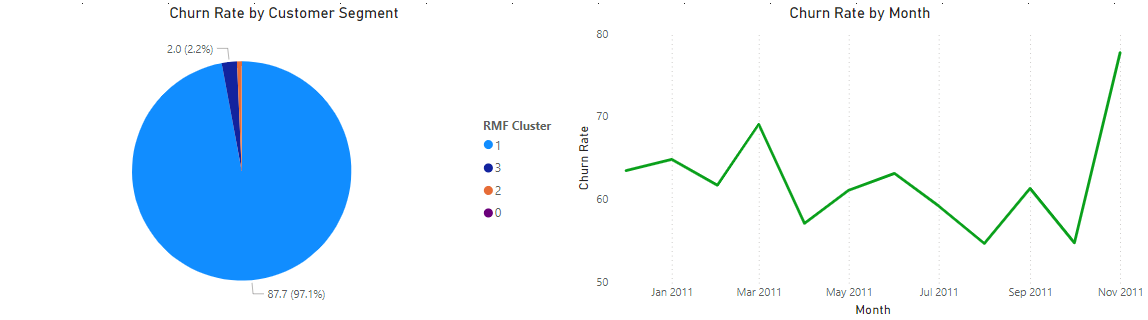 Churn Rate by Customer Segment
2.0 (2.2%)
87.7 (97.1%)
RMF Cluster
1
3
2
0
Churn Rate by Month
Churn Rate
80
70
60
50
Jan 2011
Mar 2011
May 2011
Jul 2011
Sep 2011
Nov 2011
Month